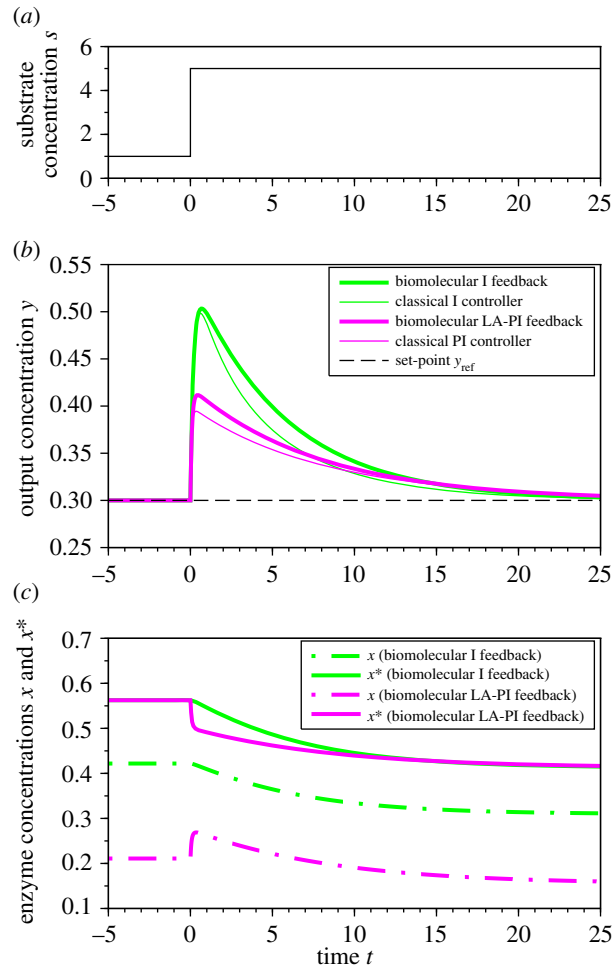 (a)
substrate
concentration s
6
4
2
0
−5 0 5 10 15 20 25
(b)
output concentration y
0.55
0.50
0.45
0.40
0.35
0.30
0.25
biomolecular I feedback
classical I controller
biomolecular LA-PI feedback
classical PI controller
set-point yref
−5 0 5 10 15 20 25
(c)
enzyme concentrations x and x*
0.7
0.6
0.5
0.4
0.3
0.2
0.1
x (biomolecular I feedback)
x* (biomolecular I feedback)
x (biomolecular LA-PI feedback)
x* (biomolecular LA-PI feedback)
−5 0 5 10 15 20 25
time t